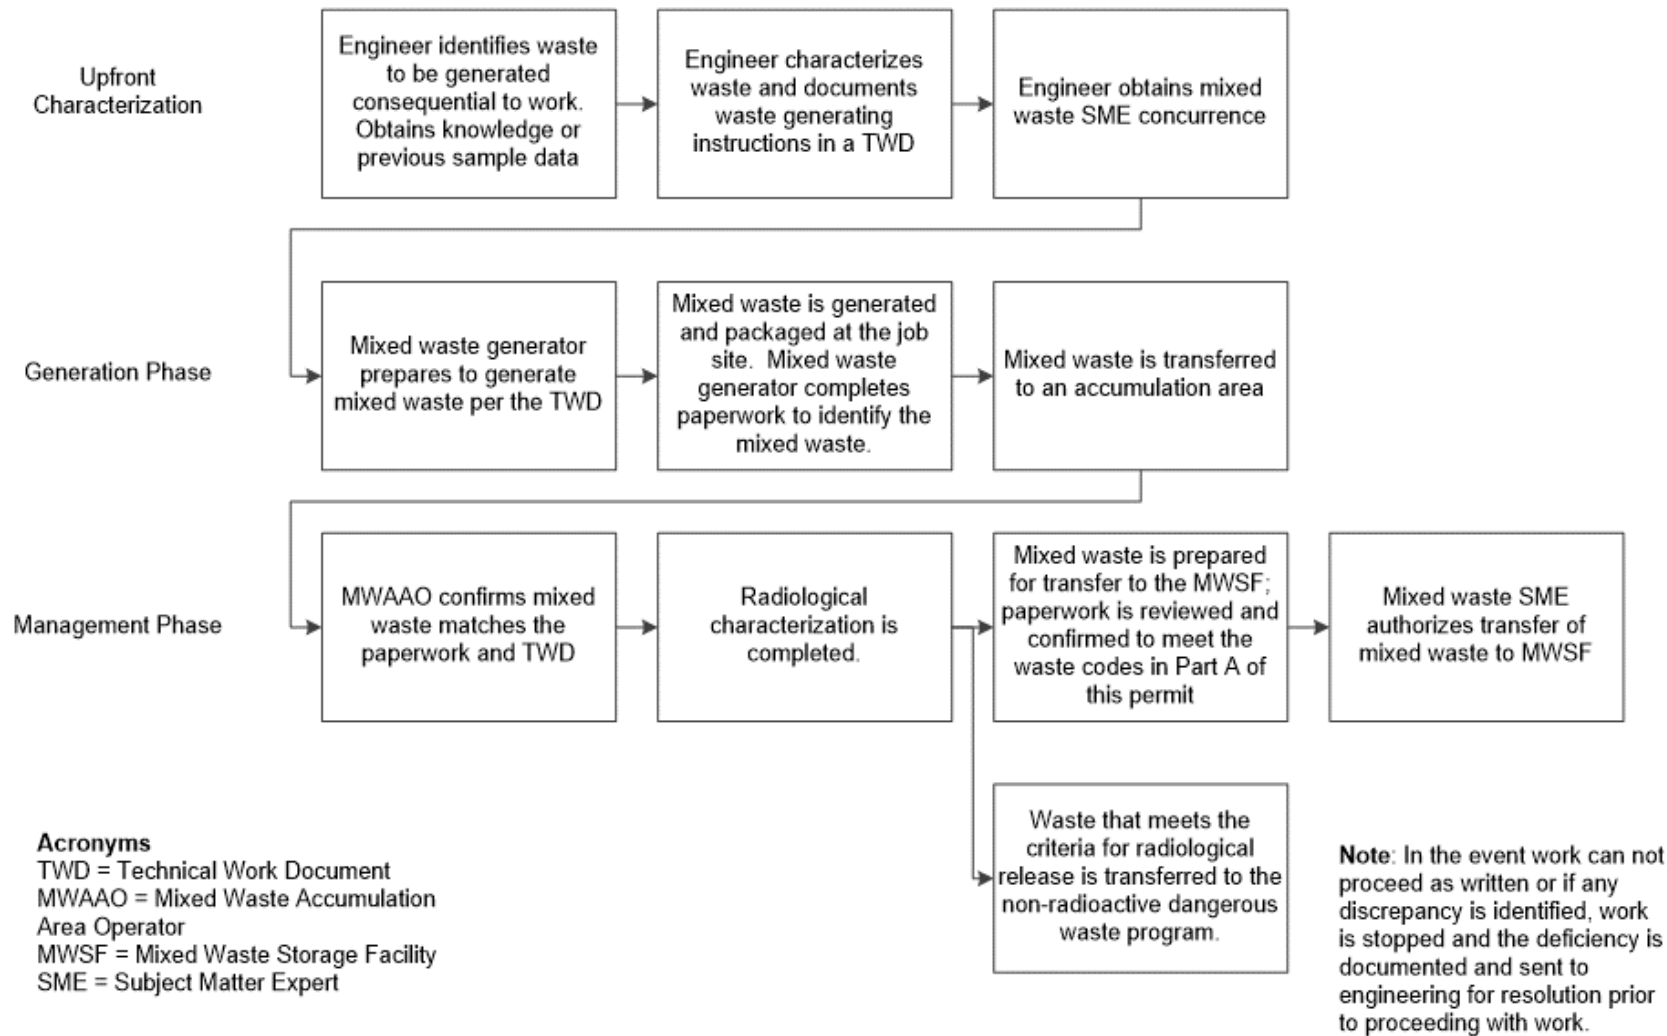 Upfront
Characterization
Engineer identifies waste
to be generated
consequential to work.
Obtains knowledge or
previous sample data
Engineer characterizes
waste and documents
waste generating
instructions in a TWD
Engineer obtains mixed
waste SME concurrence
Generation Phase
Mixed waste generator
prepares to generate
mixed waste per the TWD
Mixed waste is generated
and packaged at the job
site.  Mixed waste
generator completes
paperwork to identify the
mixed waste.
Mixed waste is transferred
to an accumulation area
Management Phase
MWAAO confirms mixed
waste matches the
paperwork and TWD
Radiological
characterization is
completed.
Mixed waste is prepared
for transfer to the MWSF;
paperwork is reviewed and
confirmed to meet the
waste codes in Part A of
this permit
Mixed waste SME
authorizes transfer of
mixed waste to MWSF
Waste that meets the
criteria for radiological
release is transferred to the
non-radioactive dangerous
waste program.
Acronyms
TWD = Technical Work Document
MWAAO = Mixed Waste Accumulation
Area Operator
MWSF = Mixed Waste Storage Facility
SME = Subject Matter Expert
Note: In the event work can not
proceed as written or if any
discrepancy is identified, work
is stopped and the deficiency is
documented and sent to
engineering for resolution prior
to proceeding with work.